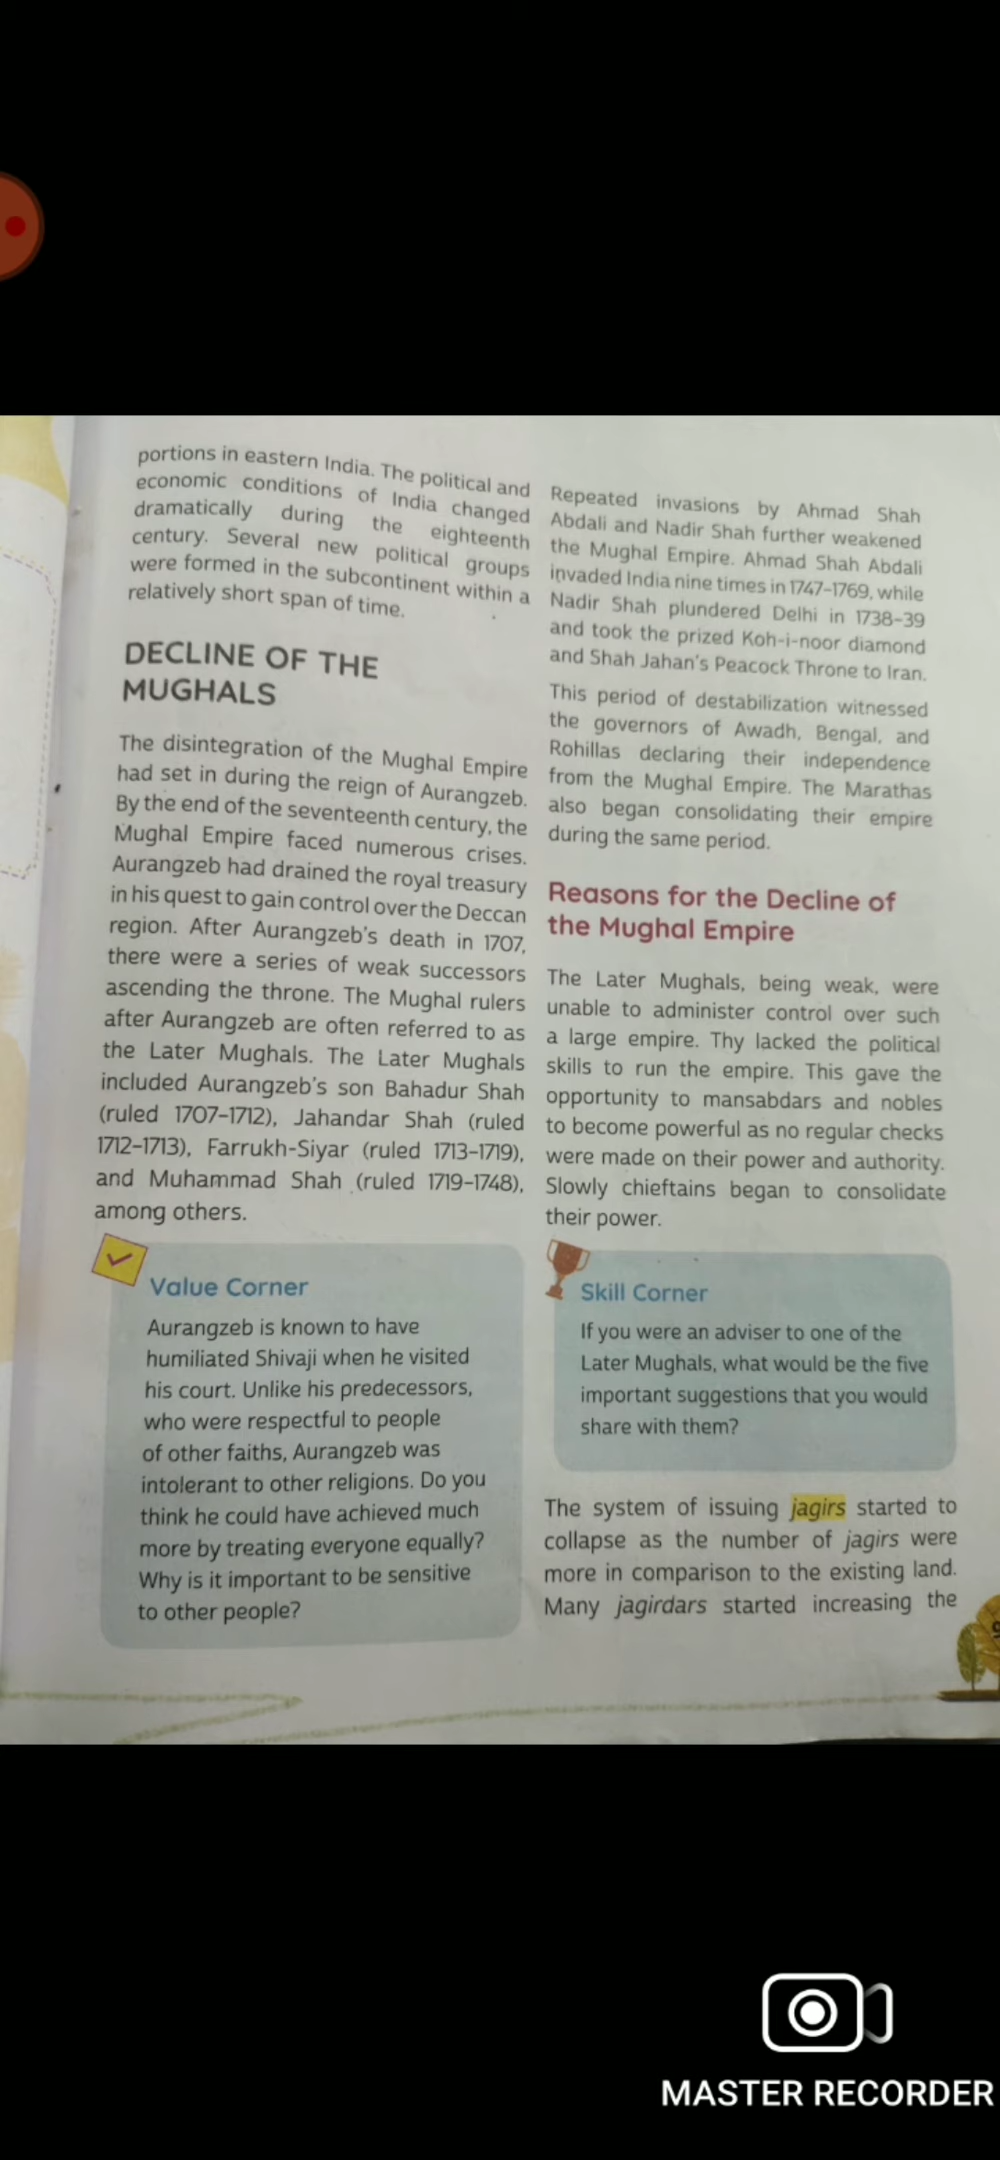 portions in eastern India. The political and
economic conditions of India changed
dramatically during the eighteenth
century. Several new political groups
were formed in the subcontinent within a
relatively short span of time.
DECLINE OF THE
MUGHALS
The disintegration of the Mughal Empire
had set in during the reign of Aurangzeb.
By the end of the seventeenth century, the
Mughal Empire faced numerous crises.
Aurangzeb had drained the royal treasury
in his quest to gain control over the Deccan
region. After Aurangzeb's death in 1707,
there were a series of weak successors
ascending the throne. The Mughal rulers
after Aurangzeb are often referred to as
the Later Mughals. The Later Mughals
included Aurangzeb's son Bahadur Shah
(ruled 1707–1712), Jahandar Shah (ruled
1712–1713), Farrukh-Siyar (ruled 1713–1719),
and Muhammad Shah (ruled 1719–1748),
among others.
Value Corner
Aurangzeb is known to have
humiliated Shivaji when he visited
his court. Unlike his predecessors,
who were respectful to people
of other faiths, Aurangzeb was
intolerant to other religions. Do you
think he could have achieved much
more by treating everyone equally?
Why is it important to be sensitive
to other people?
Repeated invasions by Ahmad Shah
Abdali and Nadir Shah further weakened
the Mughal Empire. Ahmad Shah Abdali
invaded India nine times in 1747–1769, while
Nadir Shah plundered Delhi in 1738–39
and took the prized Koh-i-noor diamond
and Shah Jahan's Peacock Throne to Iran.
This period of destabilization witnessed
the governors of Awadh, Bengal, and
Rohillas declaring their independence
from the Mughal Empire. The Marathas
also began consolidating their empire
during the same period.
Reasons for the Decline of
the Mughal Empire
The Later Mughals, being weak, were
unable to administer control over such
a large empire. Thy lacked the political
skills to run the empire. This gave the
opportunity to mansabdars and nobles
to become powerful as no regular checks
were made on their power and authority.
Slowly chieftains began to consolidate
their power.
Skill Corner
If you were an adviser to one of the
Later Mughals, what would be the five
important suggestions that you would
share with them?
The system of issuing jagirs started to
collapse as the number of jagirs were
more in comparison to the existing land.
Many jagirdars started increasing the
MASTER RECORDER